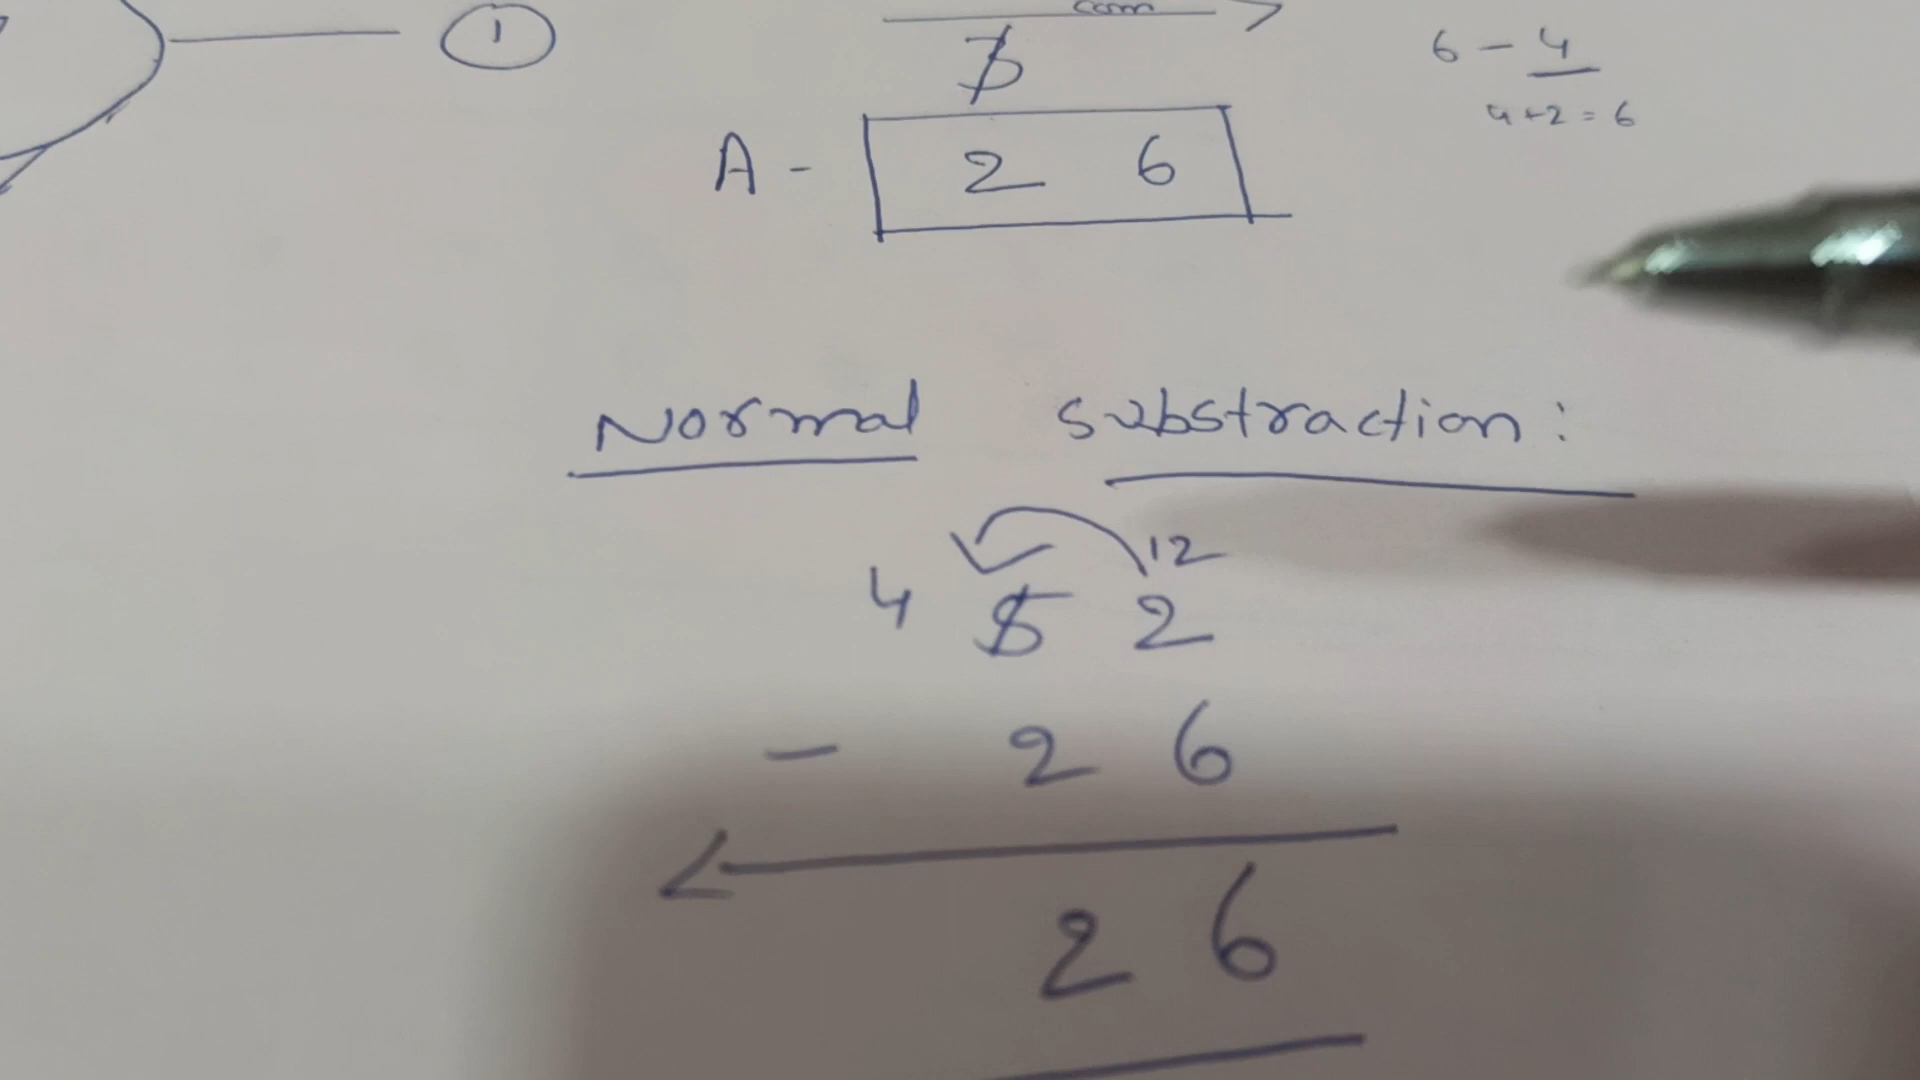 1
com
3
A - 2 6
6 - 4
4+2=6
Normal substraction:
12
4 5 2
- 2 6
2 6